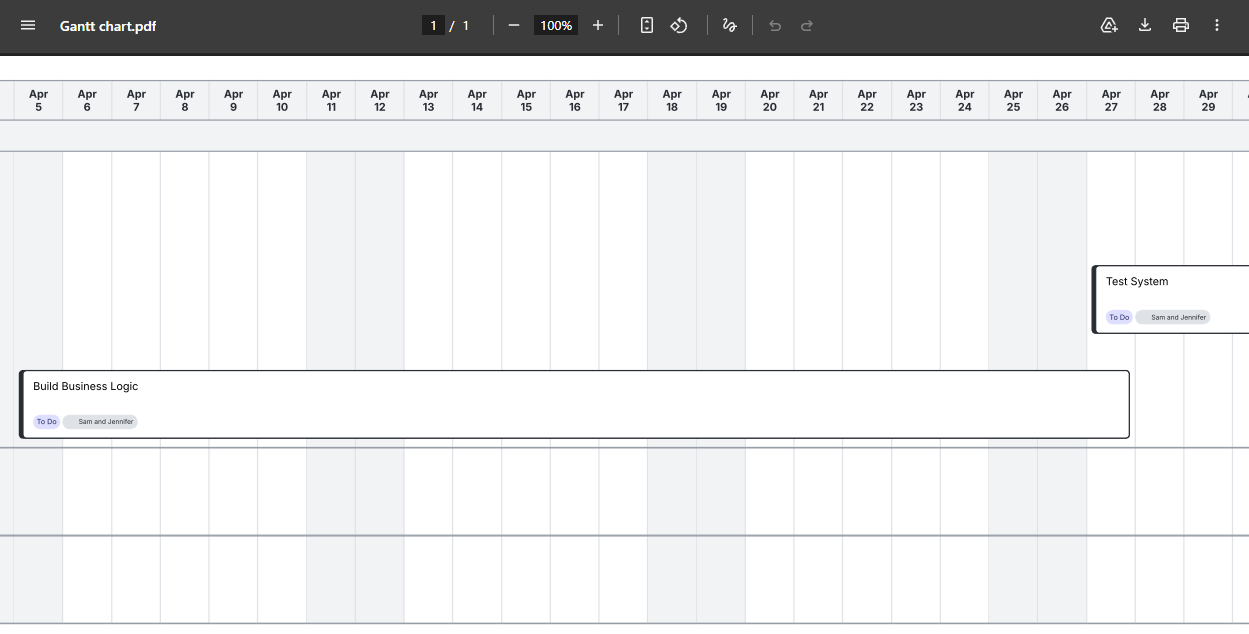 Gantt chart.pdf
1 / 1
100%
Apr Apr Apr Apr Apr Apr Apr Apr Apr Apr Apr Apr Apr Apr Apr Apr Apr Apr Apr Apr Apr Apr Apr Apr Apr
5 6 7 8 9 10 11 12 13 14 15 16 17 18 19 20 21 22 23 24 25 26 27 28 29
Test System
To Do Sam and Jennifer
Build Business Logic
To Do Sam and Jennifer